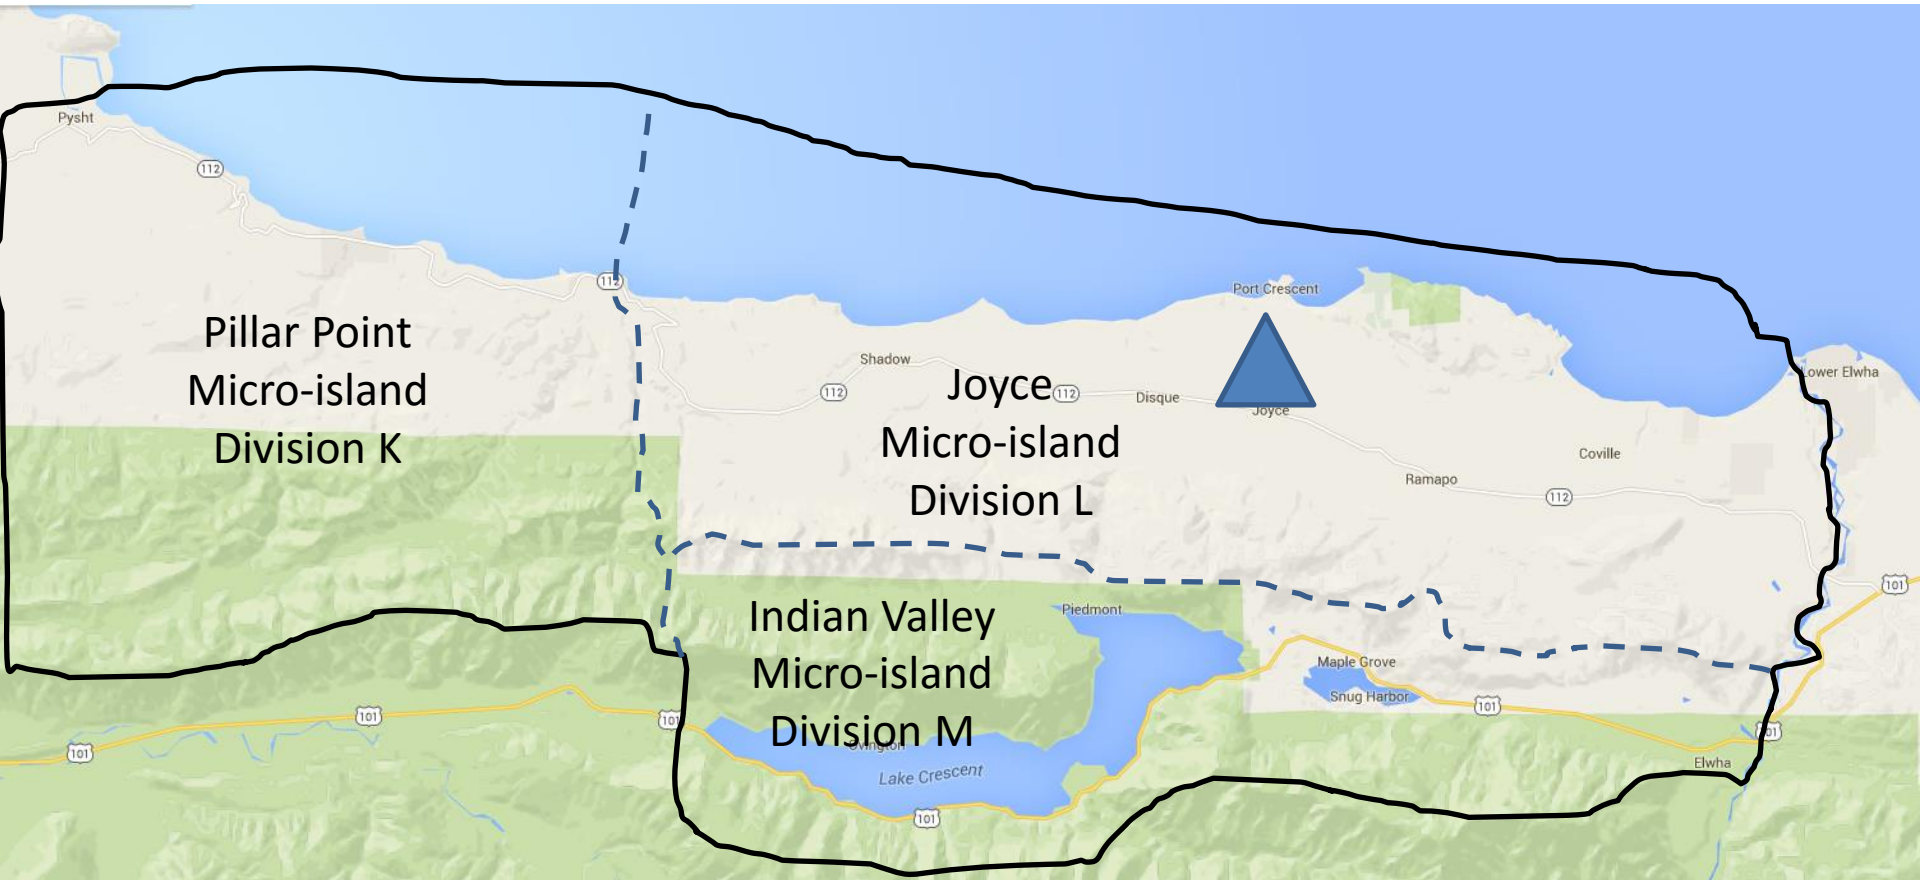 Pysht
112
112
Port Crescent
Pillar Point
Micro-island
Division K
Shadow
112
Joyce
Micro-island
Division L
112
Disque
Joyce
Lower Elwha
Coville
Ramapo
112
101
Indian Valley
Micro-island
Division M
Piedmont
Maple Grove
Snug Harbor
101
101
101
101
101
Ovington
Lake Crescent
Elwha
101